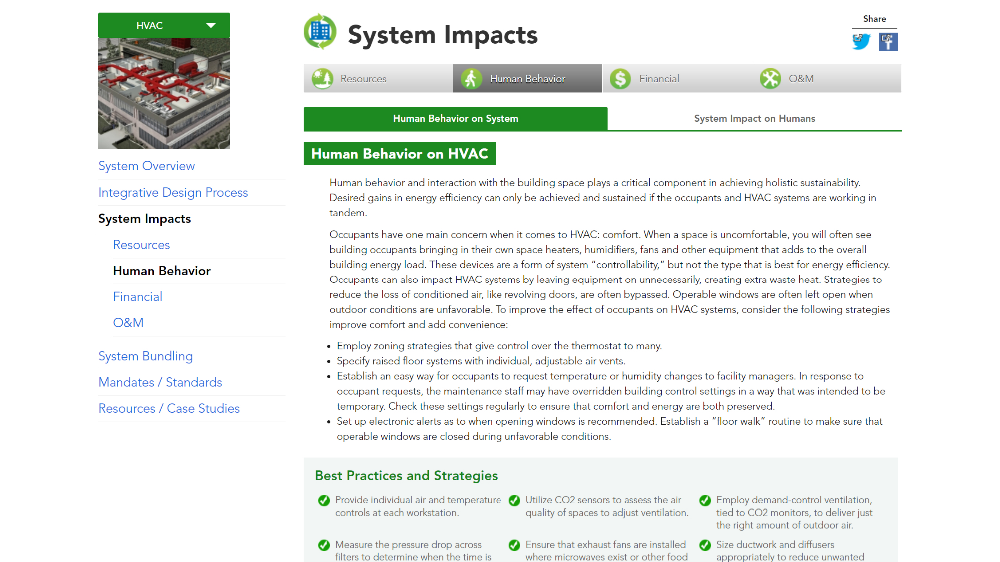 HVAC
System Overview
Integrative Design Process
System Impacts
Resources
Human Behavior
Financial
O&M
System Bundling
Mandates / Standards
Resources / Case Studies
System Impacts
Share
Resources
Human Behavior
Financial
O&M
Human Behavior on System
System Impact on Humans
Human Behavior on HVAC
Human behavior and interaction with the building space plays a critical component in achieving holistic sustainability.
Desired gains in energy efficiency can only be achieved and sustained if the occupants and HVAC systems are working in
tandem.
Occupants have one main concern when it comes to HVAC: comfort. When a space is uncomfortable, you will often see
building occupants bringing in their own space heaters, humidifiers, fans and other equipment that adds to the overall
building energy load. These devices are a form of system “controllability,” but not the type that is best for energy efficiency.
Occupants can also impact HVAC systems by leaving equipment on unnecessarily, creating extra waste heat. Strategies to
reduce the loss of conditioned air, like revolving doors, are often bypassed. Operable windows are often left open when
outdoor conditions are unfavorable. To improve the effect of occupants on HVAC systems, consider the following strategies
improve comfort and add convenience:
• Employ zoning strategies that give control over the thermostat to many.
• Specify raised floor systems with individual, adjustable air vents.
• Establish an easy way for occupants to request temperature or humidity changes to facility managers. In response to
occupant requests, the maintenance staff may have overridden building control settings in a way that was intended to be
temporary. Check these settings regularly to ensure that comfort and energy are both preserved.
• Set up electronic alerts as to when opening windows is recommended. Establish a “floor walk” routine to make sure that
operable windows are closed during unfavorable conditions.
Best Practices and Strategies
Provide individual air and temperature
controls at each workstation.
Utilize CO2 sensors to assess the air
quality of spaces to adjust ventilation.
Employ demand-control ventilation,
tied to CO2 monitors, to deliver just
the right amount of outdoor air.
Measure the pressure drop across
filters to determine when the time is
Ensure that exhaust fans are installed
where microwaves exist or other food
Size ductwork and diffusers
appropriately to reduce unwanted